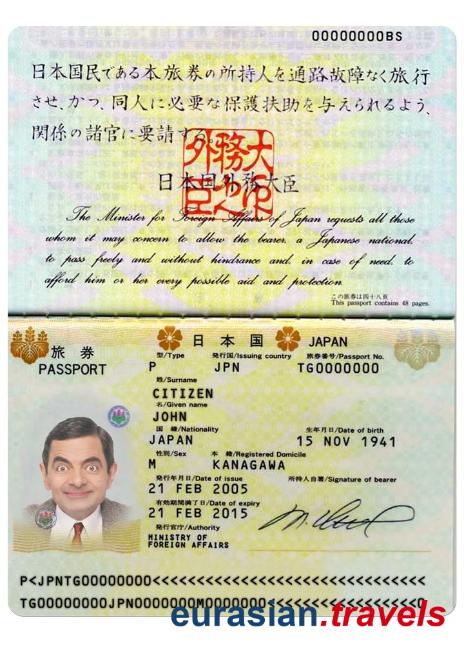 00000000BS
日本国民である本旅券の所持人を通路故障なく旅行
させ、かつ、同人に必要な保護扶助を与えられるよう、
関係の諸官に要請する。
外務大臣
日本国外務大臣
The Minister for Foreign Affairs of Japan requests all those
whom it may concern to allow the bearer, a Japanese national,
to pass freely and without hindrance and, in case of need, to
afford him or her every possible aid and protection.
この旅券は四十八頁
This passport contains 48 pages.
旅 券
PASSPORT
日 本 国 JAPAN
型/Type 発行国/Issuing country 旅券番号/Passport No.
P JPN TG0000000
姓/Surname
CITIZEN
名/Given name
JOHN
国 籍/Nationality 生年月日/Date of birth
JAPAN 15 NOV 1941
性別/Sex 本 籍/Registered Domicile
M KANAGAWA
発行年月日/Date of issue 所持人自署/Signature of bearer
21 FEB 2005
有効期間満了日/Date of expiry
21 FEB 2015
発行官庁/Authority
MINISTRY OF
FOREIGN AFFAIRS
eurasian.travels